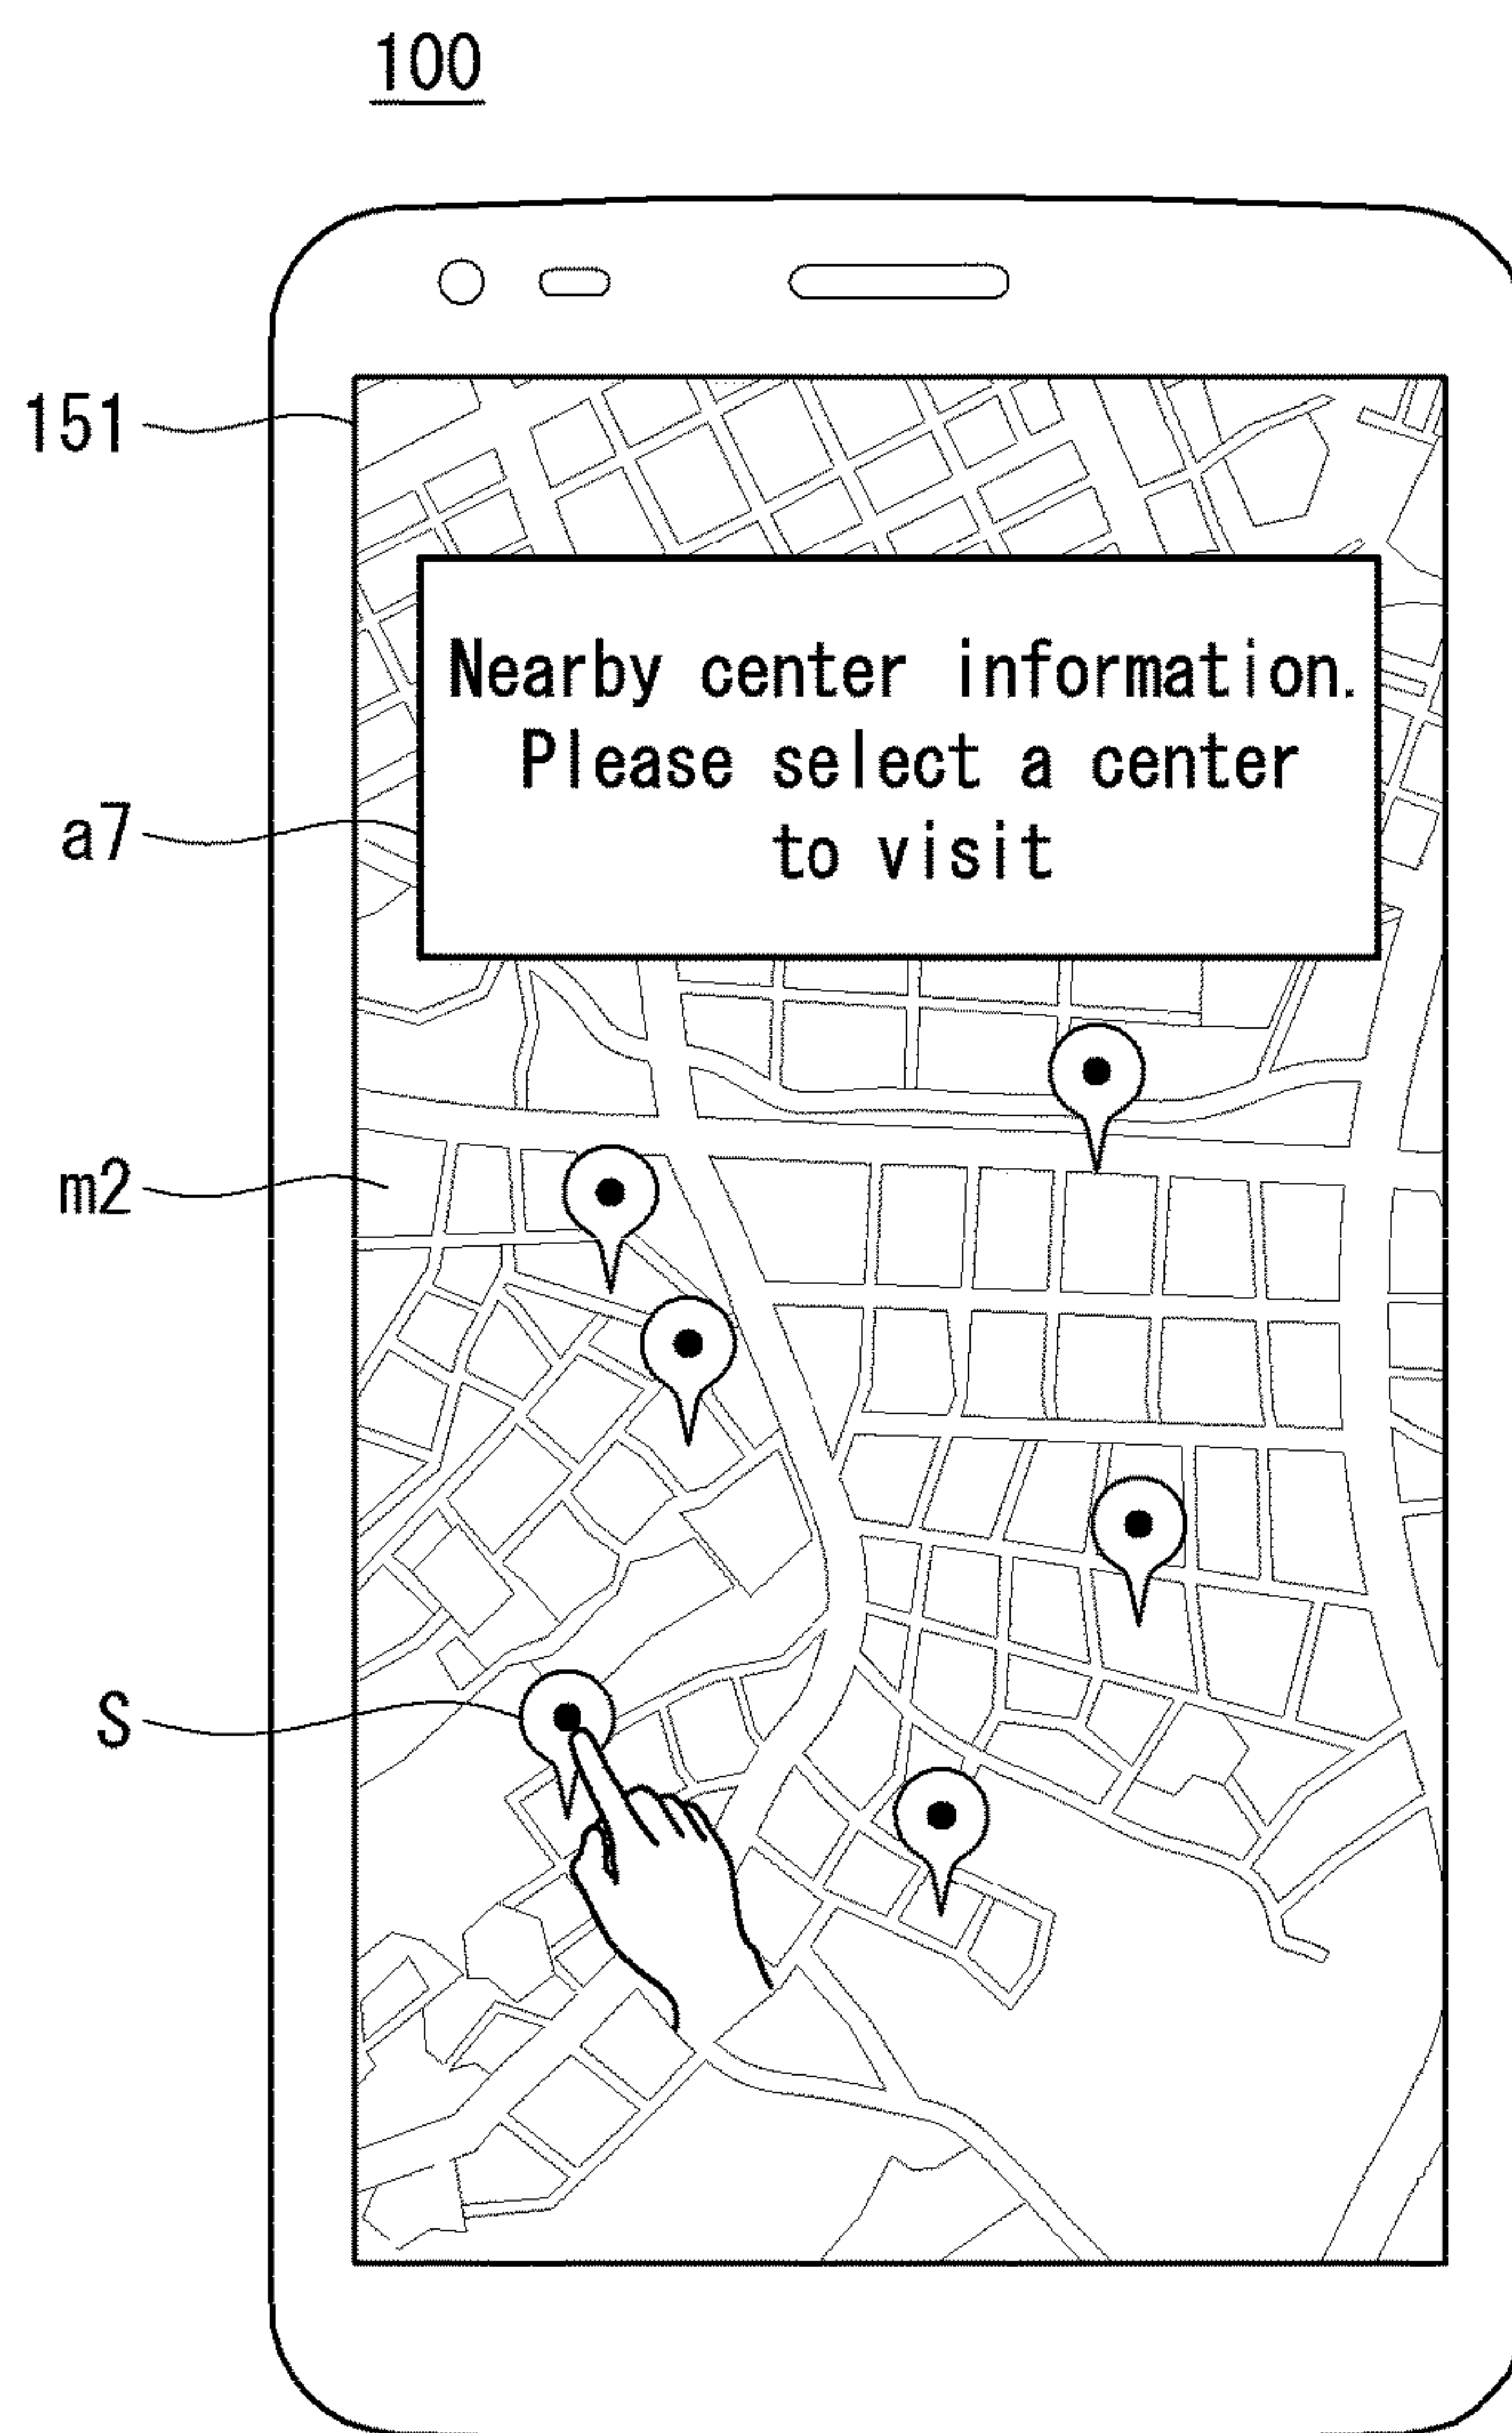 100
151
Nearby center information.
Please select a center
to visit
a7
m2
S